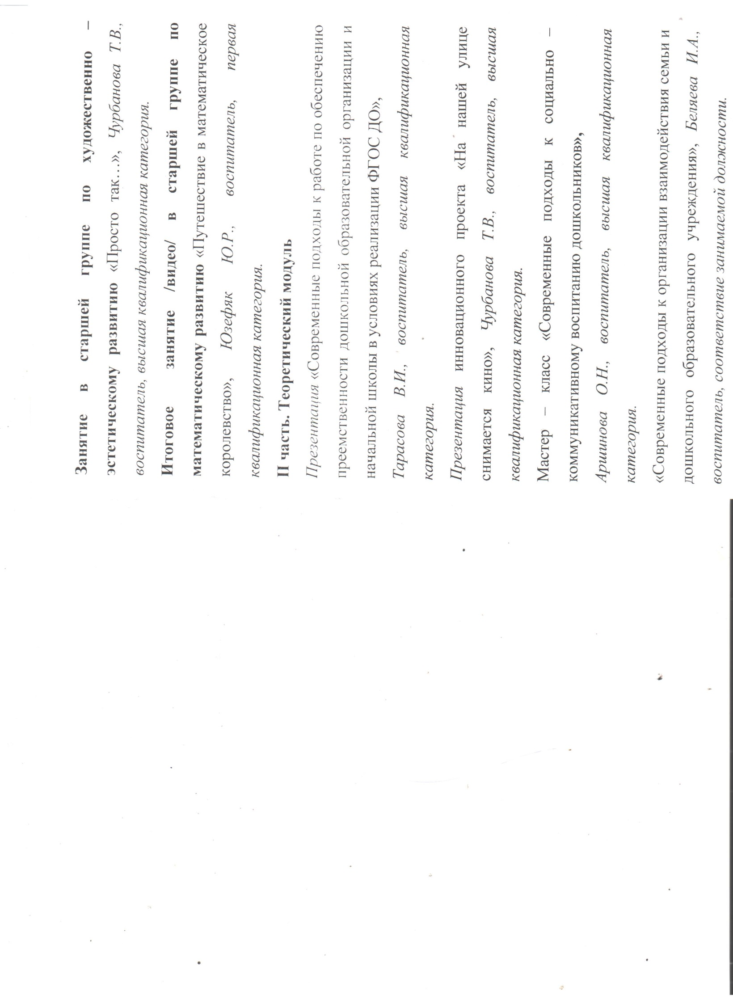 Занятие в старшей группе по художественно –
эстетическому развитию «Просто так…», Чурбанова Т.В.,
воспитатель, высшая квалификационная категория.
Итоговое занятие /видео/ в старшей группе по
математическому развитию «Путешествие в математическое
королевство», Юзефяк Ю.Р., воспитатель, первая
квалификационная категория.
II часть. Теоретический модуль
Презентация «Современные подходы к работе по обеспечению
преемственности дошкольной образовательной организации и
начальной школы в условиях реализации ФГОС ДО»,
Тарасова В.И., воспитатель, высшая квалификационная
категория.
Презентация инновационного проекта «На нашей улице
снимается кино», Чурбанова Т.В., воспитатель, высшая
квалификационная категория.
Мастер – класс «Современные подходы к социально –
коммуникативному воспитанию дошкольников»,
Аршинова О.Н., воспитатель, высшая квалификационная
категория.
«Современные подходы к организации взаимодействия семьи и
дошкольного образовательного учреждения», Беляева И.А.,
воспитатель, соответствие занимаемой должности.